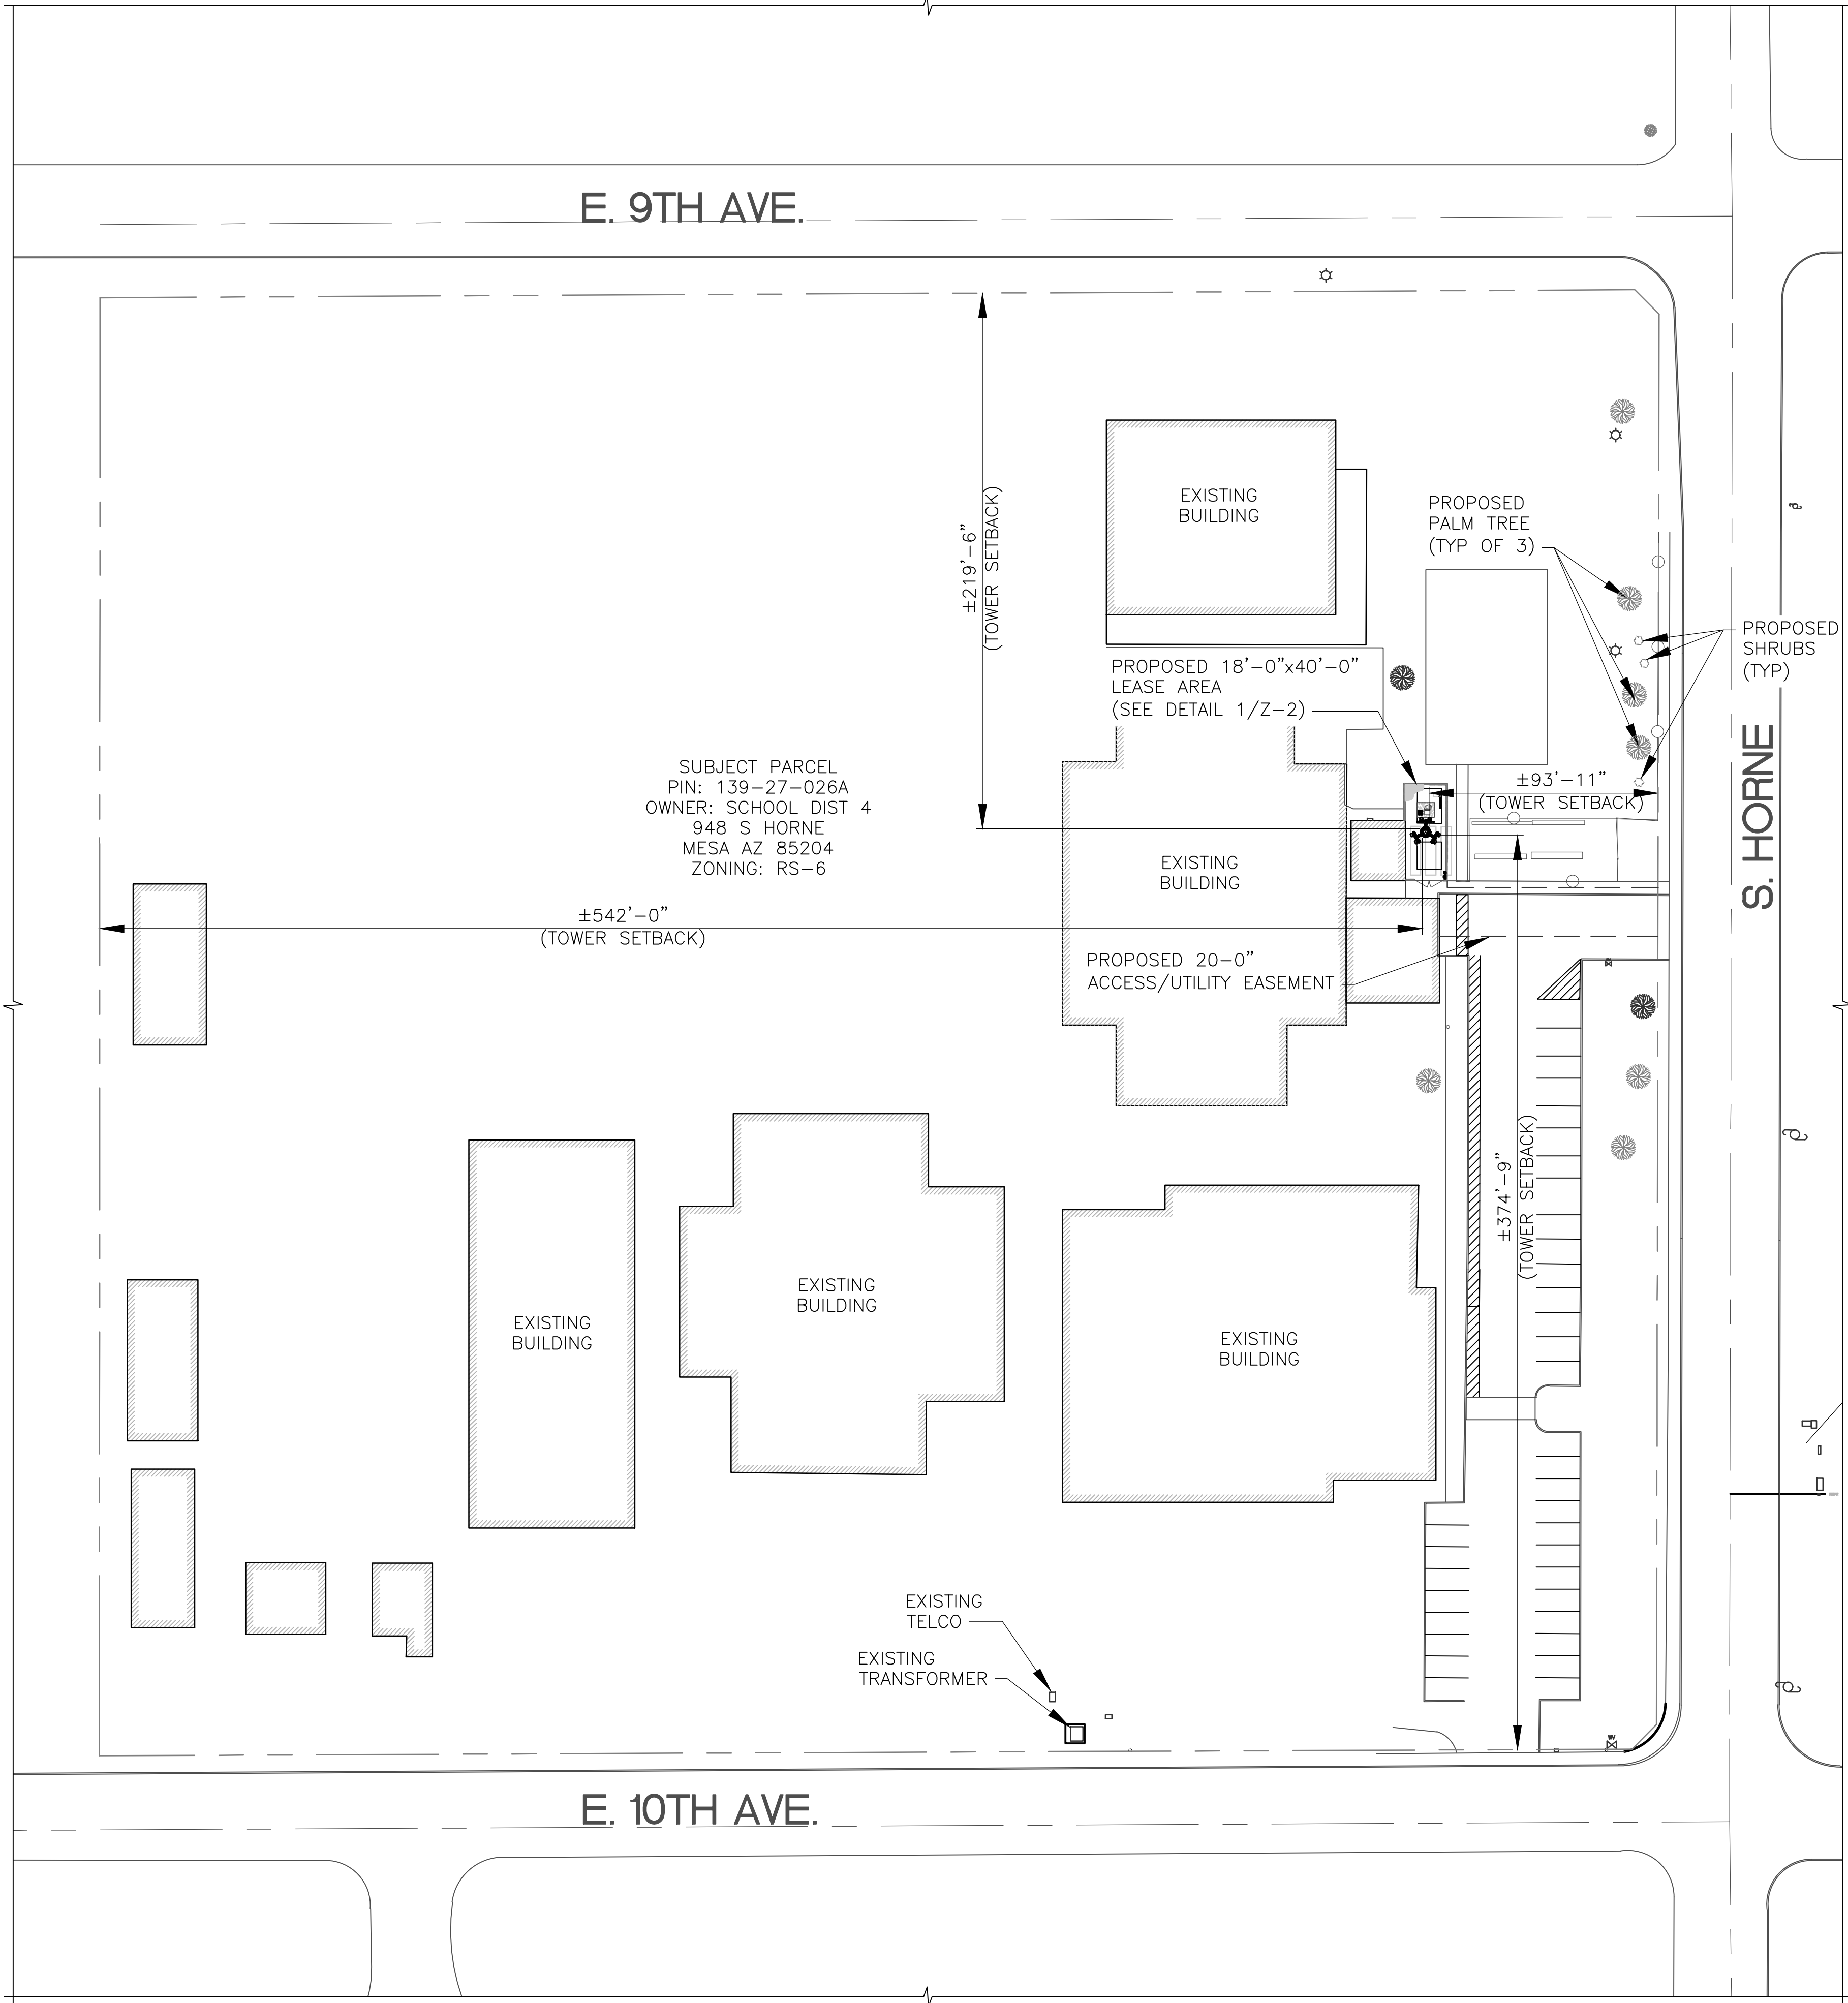 E. 9TH AVE.
±219'-6"
(TOWER SETBACK)
EXISTING
BUILDING
PROPOSED
PALM TREE
(TYP OF 3)
PROPOSED
SHRUBS
(TYP)
PROPOSED 18'-0"x40'-0"
LEASE AREA
(SEE DETAIL 1/Z-2)
SUBJECT PARCEL
PIN: 139-27-026A
OWNER: SCHOOL DIST 4
948 S HORNE
MESA AZ 85204
ZONING: RS-6
±93'-11"
(TOWER SETBACK)
S. HORNE
EXISTING
BUILDING
±542'-0"
(TOWER SETBACK)
PROPOSED 20-0"
ACCESS/UTILITY EASEMENT
±374'-9"
(TOWER SETBACK)
EXISTING
BUILDING
EXISTING
BUILDING
EXISTING
BUILDING
EXISTING
TELCO
EXISTING
TRANSFORMER
E. 10TH AVE.